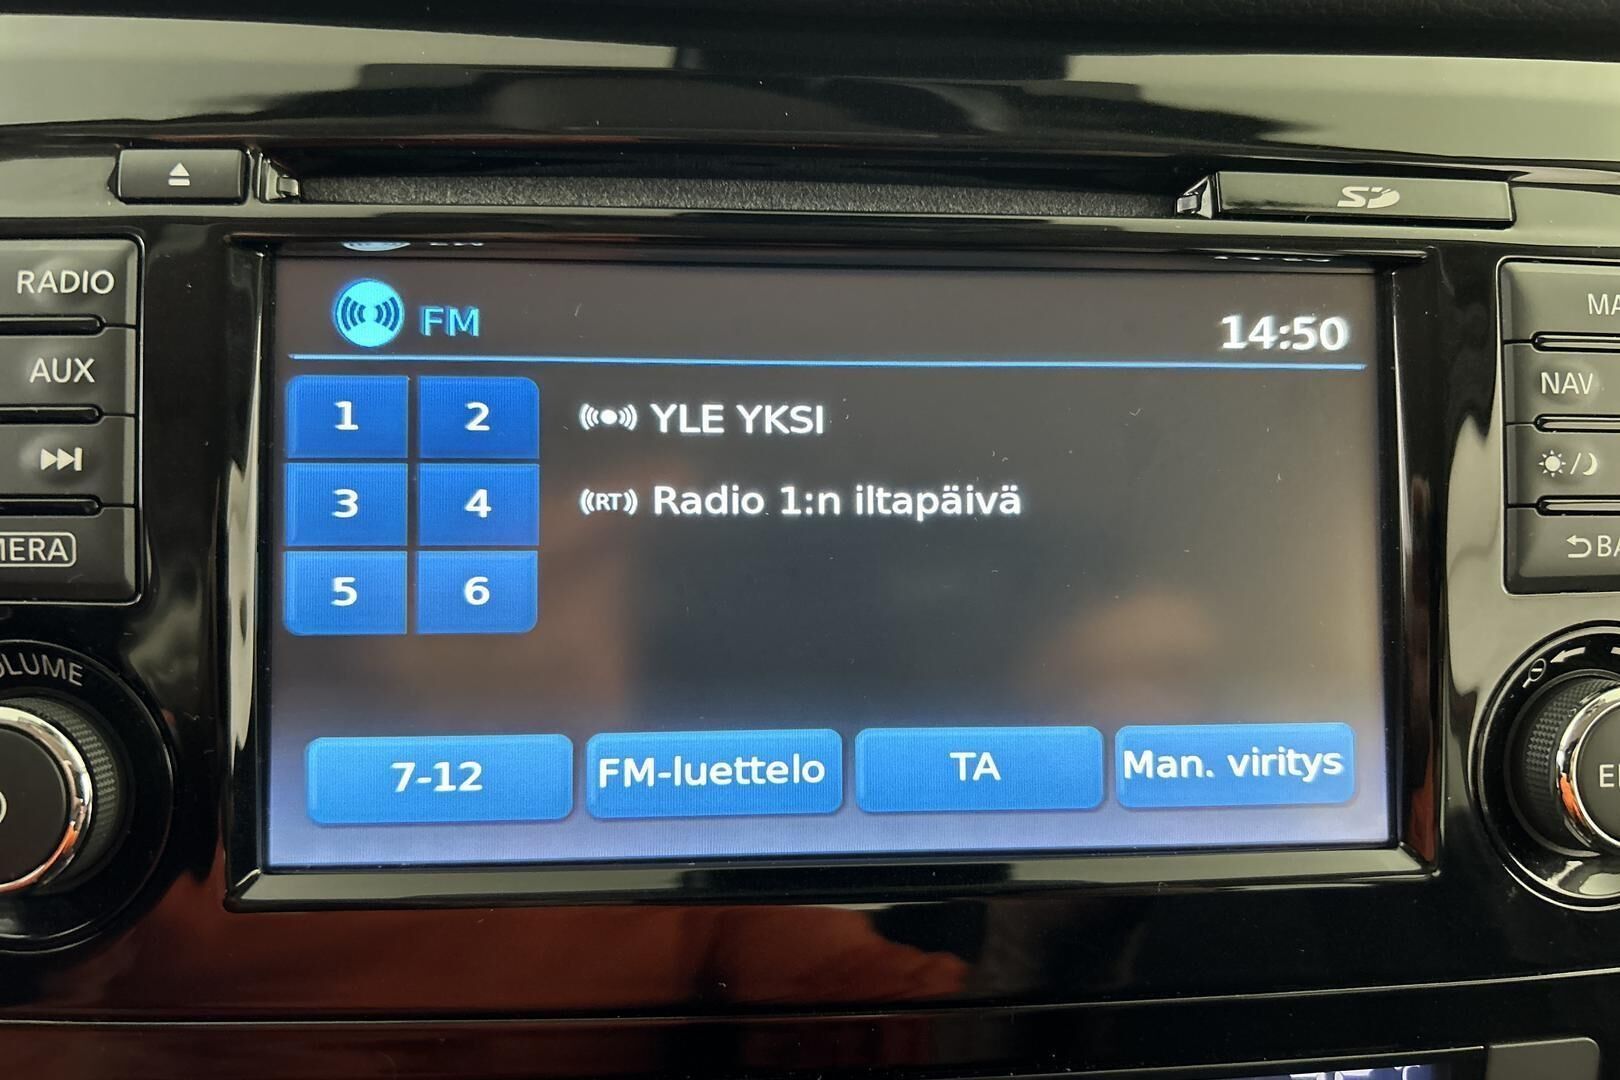 SD
RADIO
AUX
NAV
FM
14:50
1 2
YLE YKSI
3 4
RT Radio 1:n iltapäivä
5 6
7-12 FM-luettelo TA Man. viritys